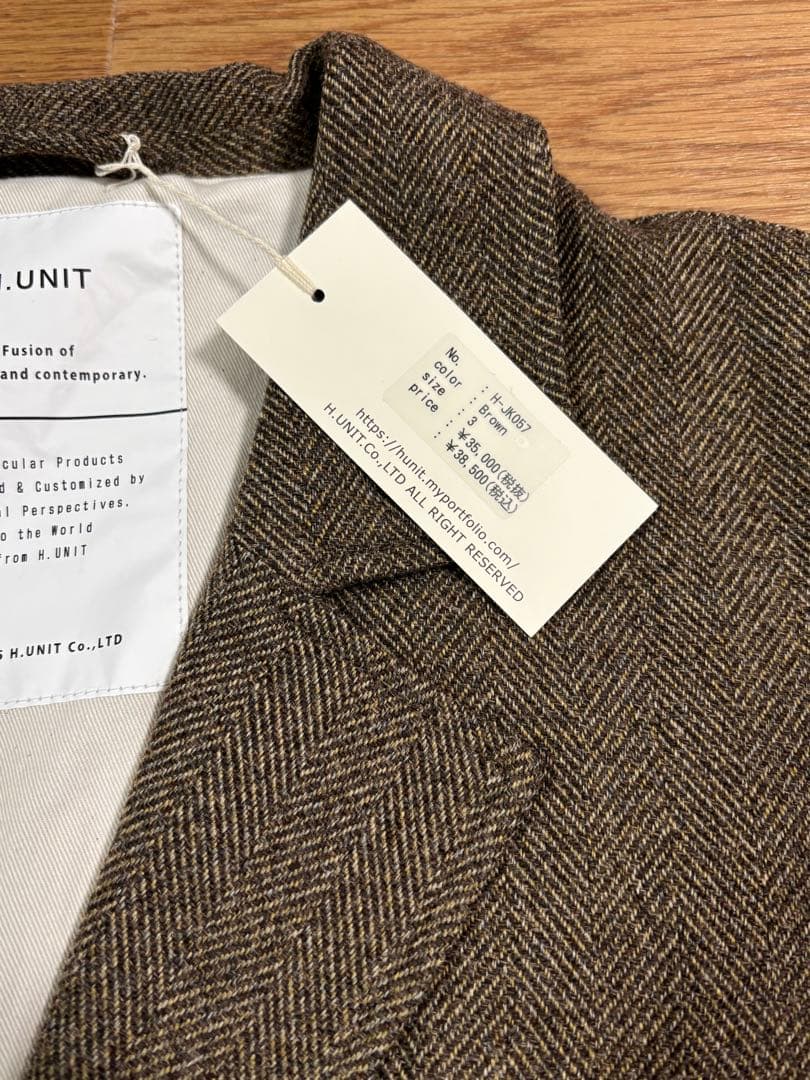 .UNIT
Fusion of
and contemporary.
cular Products
d & Customized by
l Perspectives.
o the World
from H.UNIT
H.UNIT Co.,LTD
No. : H-JK057
color : Brown
size : 3
price : ¥35,000(税抜)
: ¥38,500(税込)
https://hunit.myportfolio.com/
H.UNIT.Co.,LTD ALL RIGHT RESERVED